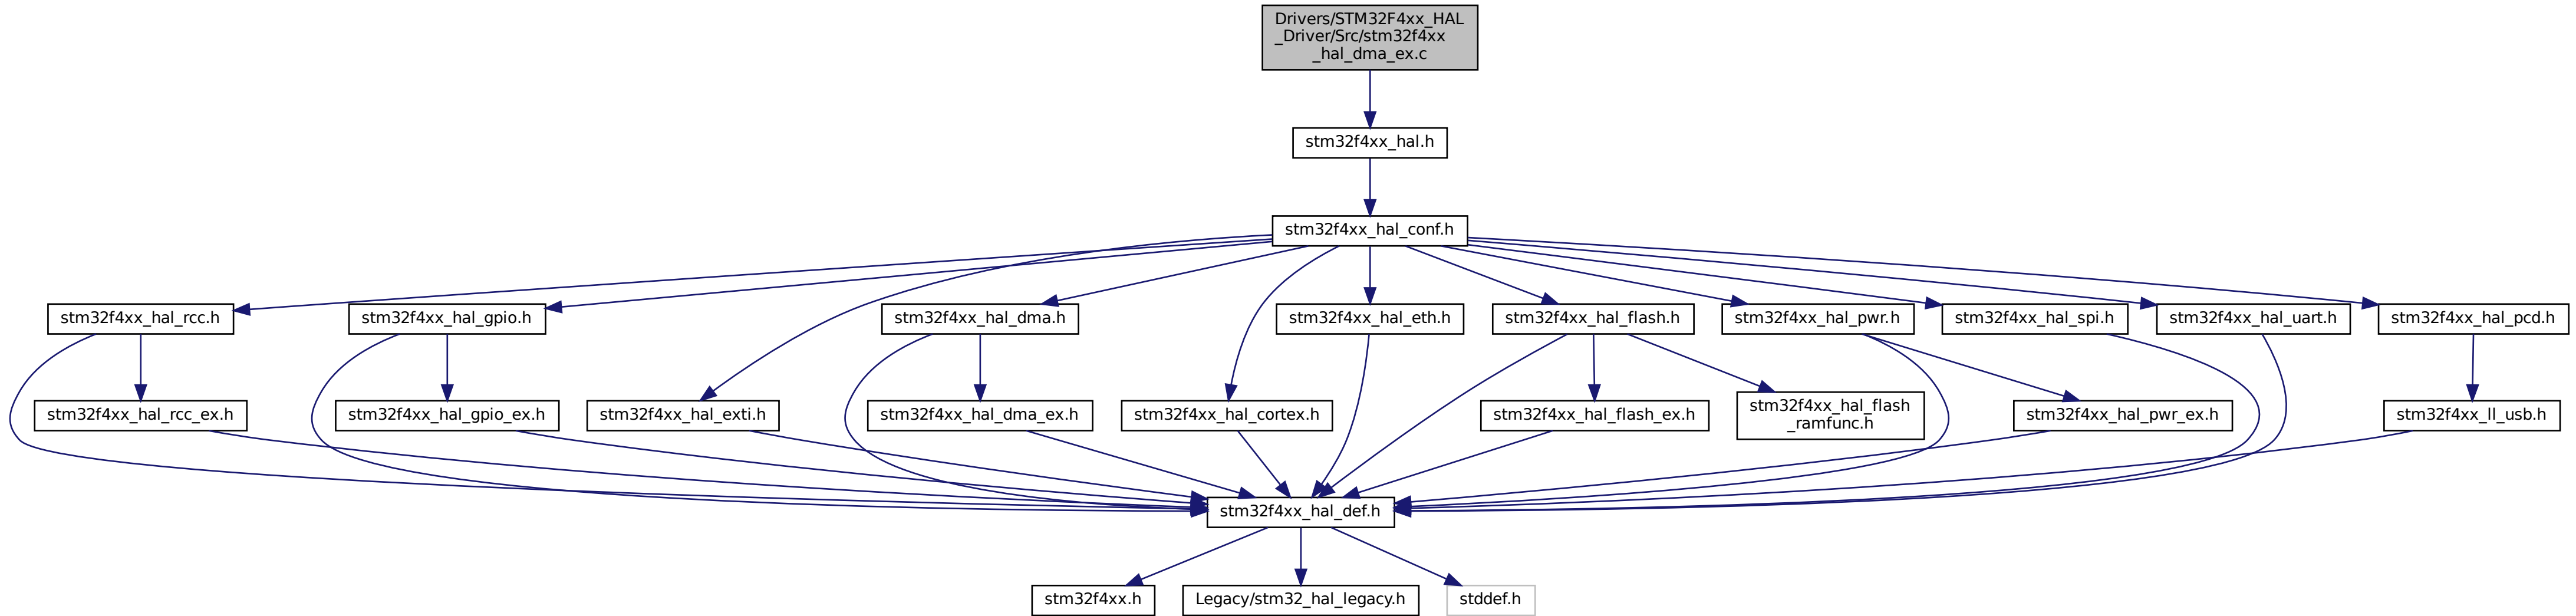 Drivers/STM32F4xx_HAL
_Driver/Src/stm32f4xx
_hal_dma_ex.c
stm32f4xx_hal.h
stm32f4xx_hal_conf.h
stm32f4xx_hal_rcc.h
stm32f4xx_hal_gpio.h
stm32f4xx_hal_dma.h
stm32f4xx_hal_eth.h
stm32f4xx_hal_flash.h
stm32f4xx_hal_pwr.h
stm32f4xx_hal_spi.h
stm32f4xx_hal_uart.h
stm32f4xx_hal_pcd.h
stm32f4xx_hal_rcc_ex.h
stm32f4xx_hal_gpio_ex.h
stm32f4xx_hal_exti.h
stm32f4xx_hal_dma_ex.h
stm32f4xx_hal_cortex.h
stm32f4xx_hal_flash_ex.h
stm32f4xx_hal_flash
_ramfunc.h
stm32f4xx_hal_pwr_ex.h
stm32f4xx_ll_usb.h
stm32f4xx_hal_def.h
stm32f4xx.h
Legacy/stm32_hal_legacy.h
stddef.h